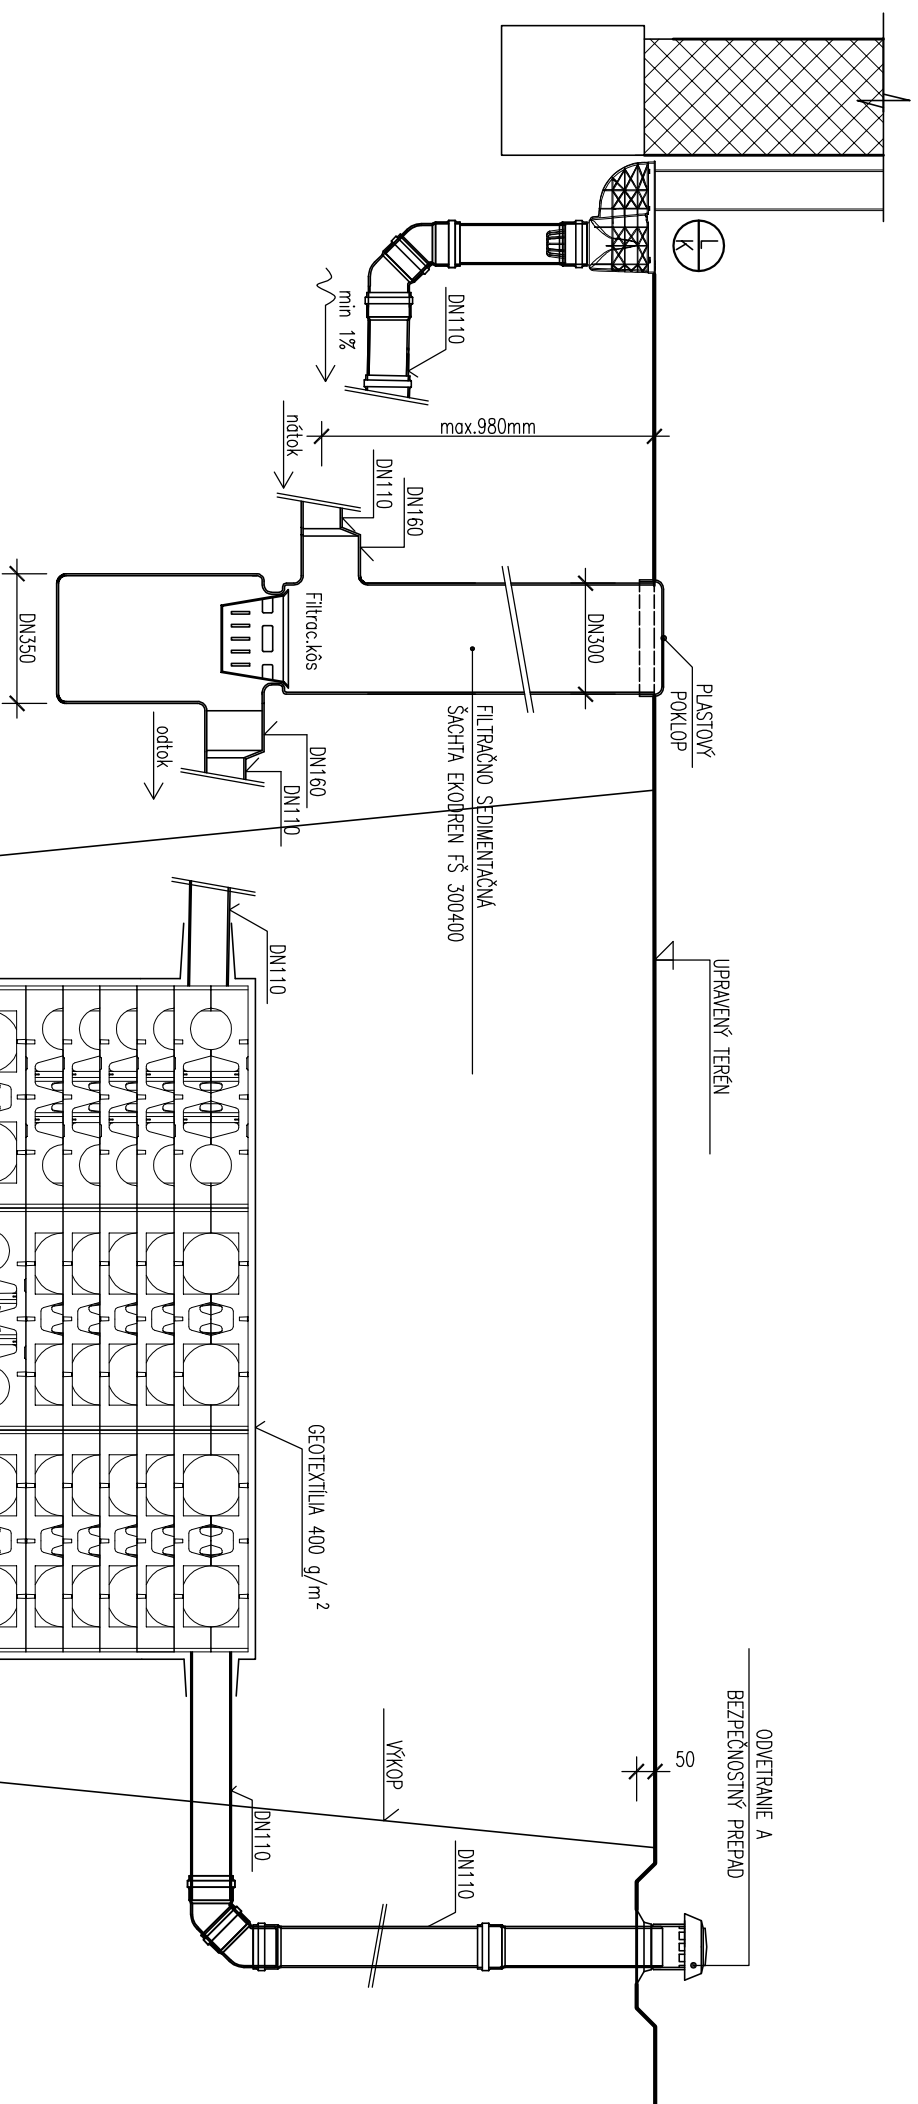 L
K
DN110
min 1%
max.980mm
nátok
DN110
DN160
Filtrac.kôs
DN350
DN300
PLASTOVÝ
POKLOP
FILTRAČNO SEDIMENTAČNÁ
ŠACHTA EKODREN FŠ 300400
odtok
DN160
DN110
UPRAVENÝ TERÉN
DN110
GEOTEXTÍLIA 400 g/m²
ODVETRANIE A
BEZPEČNOSTNÝ PREPAD
50
VÝKOP
DN110
DN110